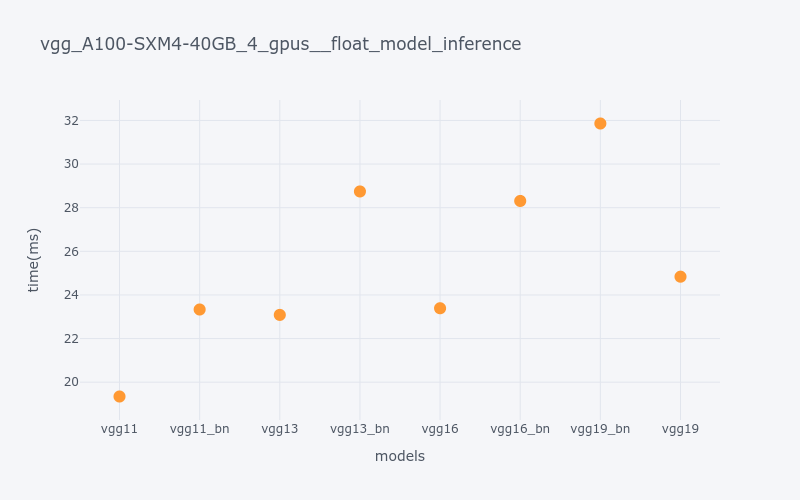 vgg_A100-SXM4-40GB_4_gpus__float_model_inference
32
30
28
26
24
22
20
time(ms)
vgg11 vgg11_bn vgg13 vgg13_bn vgg16 vgg16_bn vgg19_bn vgg19
models